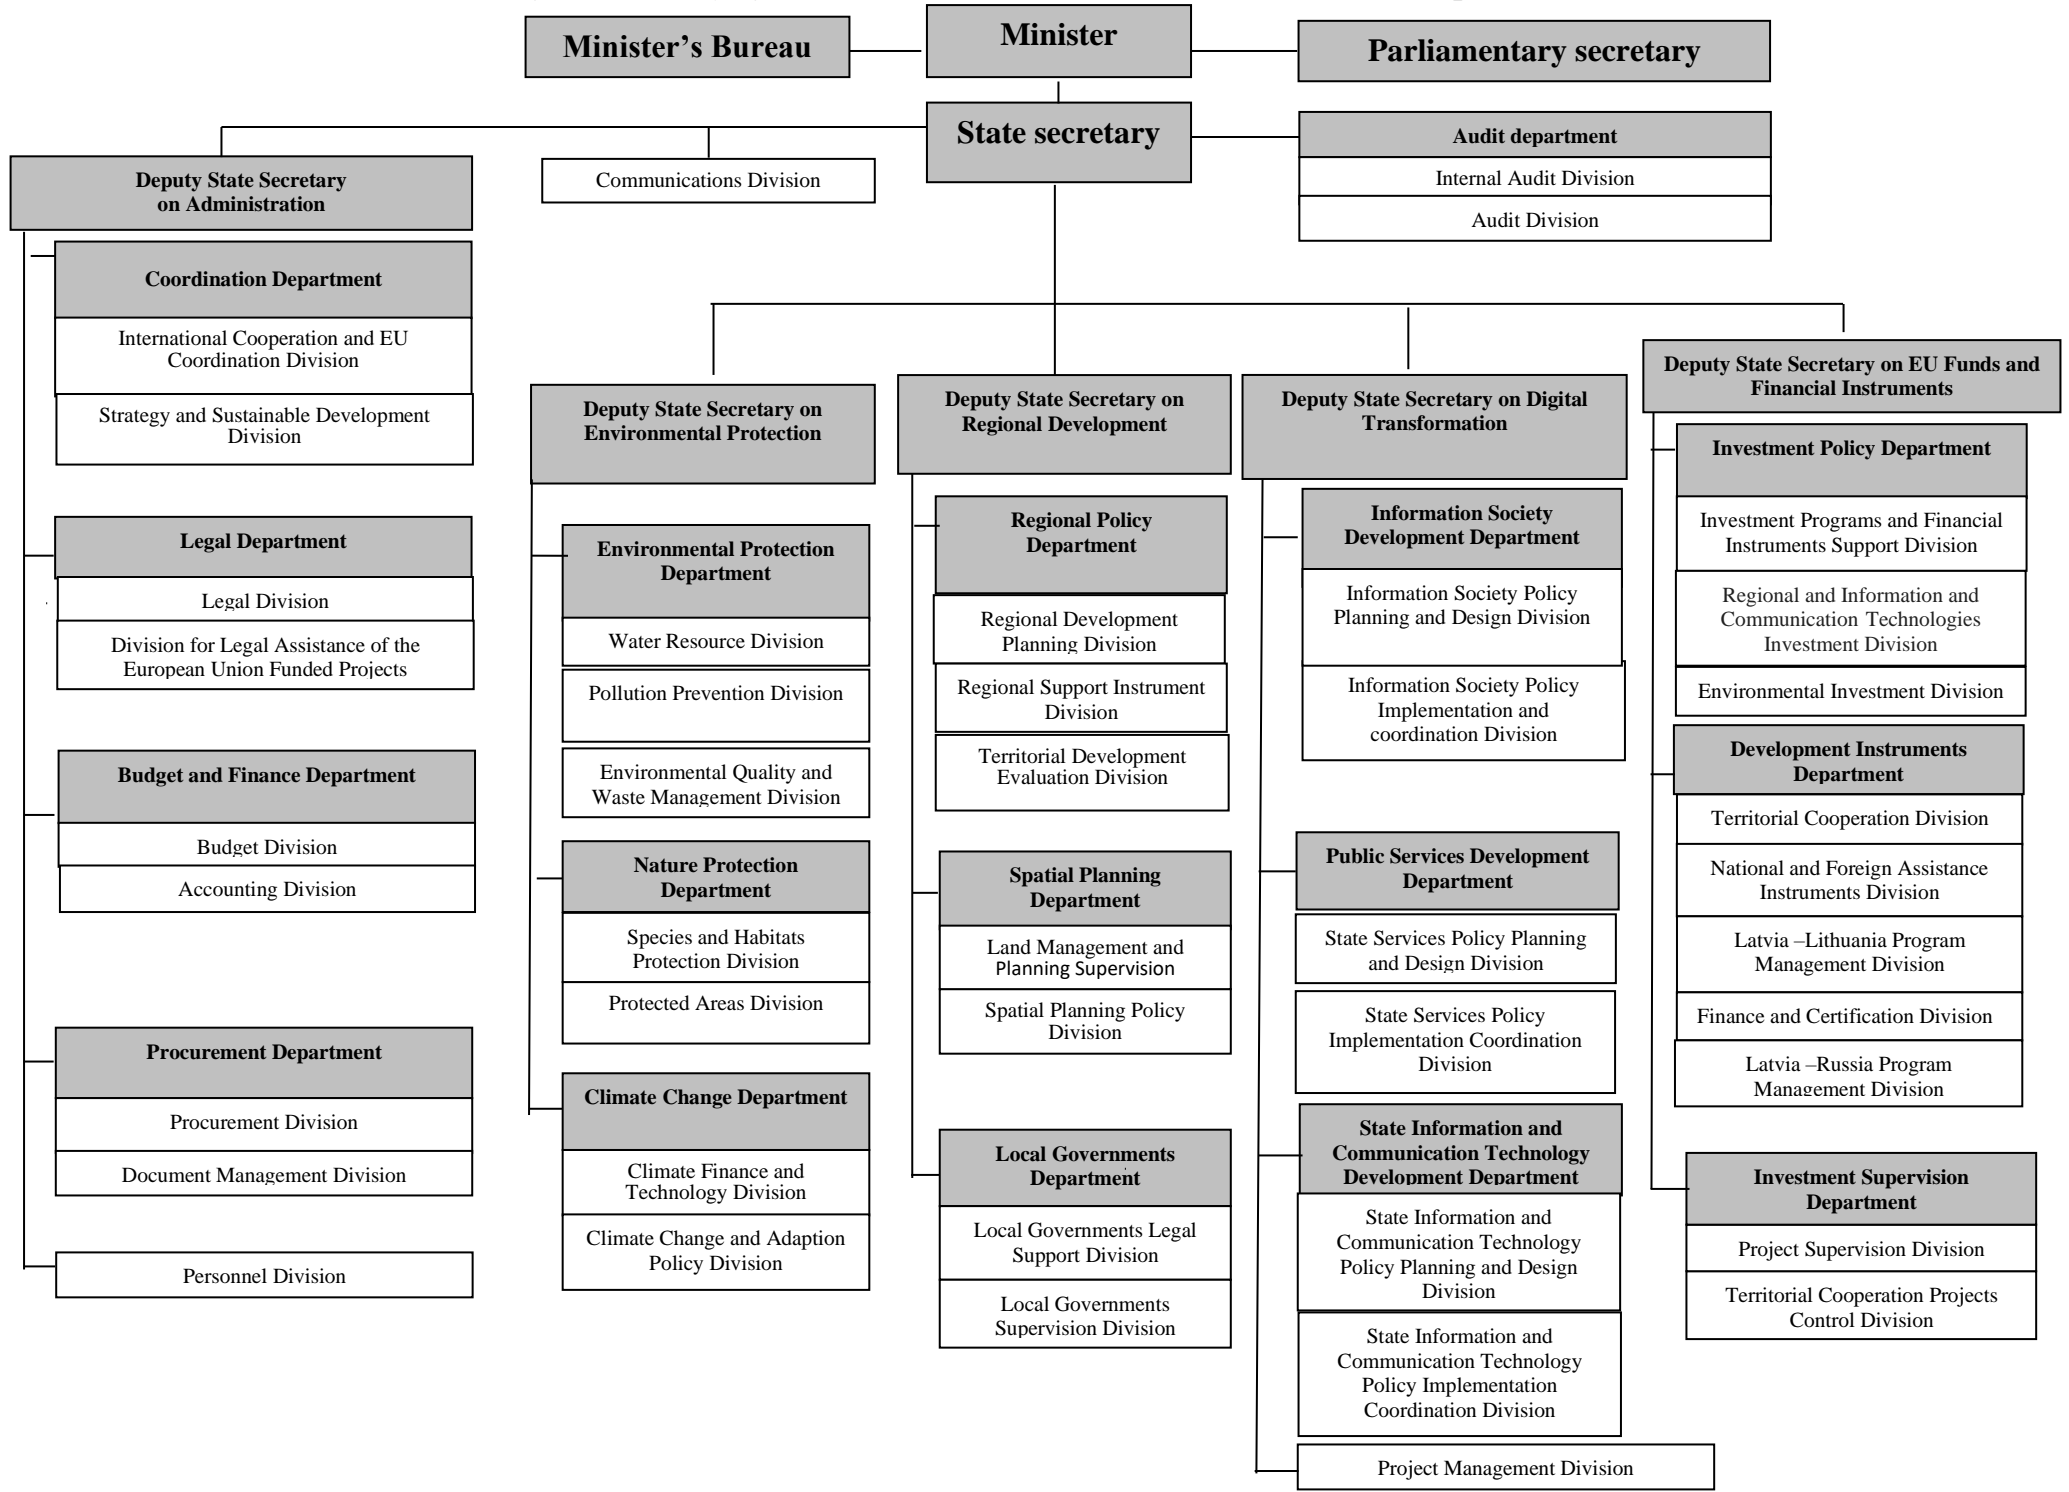 Minister's Bureau
Minister
Parliamentary secretary
State secretary
Audit department
Internal Audit Division
Audit Division
Communications Division
Deputy State Secretary
on Administration
Coordination Department
International Cooperation and EU
Coordination Division
Strategy and Sustainable Development
Division
Legal Department
Legal Division
Division for Legal Assistance of the
European Union Funded Projects
Budget and Finance Department
Budget Division
Accounting Division
Procurement Department
Procurement Division
Document Management Division
Personnel Division
Deputy State Secretary on
Environmental Protection
Environmental Protection
Department
Water Resource Division
Pollution Prevention Division
Environmental Quality and
Waste Management Division
Nature Protection
Department
Species and Habitats
Protection Division
Protected Areas Division
Climate Change Department
Climate Finance and
Technology Division
Climate Change and Adaption
Policy Division
Deputy State Secretary on
Regional Development
Regional Policy
Department
Regional Development
Planning Division
Regional Support Instrument
Division
Territorial Development
Evaluation Division
Spatial Planning
Department
Land Management and
Planning Supervision
Spatial Planning Policy
Division
Local Governments
Department
Local Governments Legal
Support Division
Local Governments
Supervision Division
Deputy State Secretary on Digital
Transformation
Information Society
Development Department
Information Society Policy
Planning and Design Division
Information Society Policy
Implementation and
coordination Division
Public Services Development
Department
State Services Policy Planning
and Design Division
State Services Policy
Implementation Coordination
Division
State Information and
Communication Technology
Development Department
State Information and
Communication Technology
Policy Planning and Design
Division
State Information and
Communication Technology
Policy Implementation
Coordination Division
Project Management Division
Deputy State Secretary on EU Funds and
Financial Instruments
Investment Policy Department
Investment Programs and Financial
Instruments Support Division
Regional and Information and
Communication Technologies
Investment Division
Environmental Investment Division
Development Instruments
Department
Territorial Cooperation Division
National and Foreign Assistance
Instruments Division
Latvia –Lithuania Program
Management Division
Finance and Certification Division
Latvia –Russia Program
Management Division
Investment Supervision
Department
Project Supervision Division
Territorial Cooperation Projects
Control Division